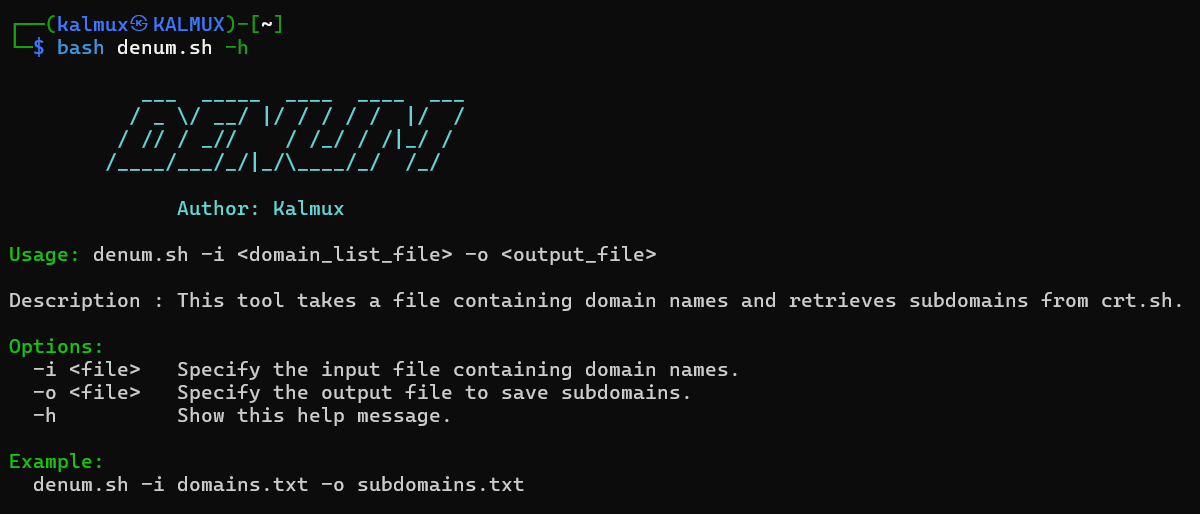 ┌──(kalmux㉿KALMUX)-[~]
└─$ bash denum.sh -h
   ___  _____  ____  ____  ___
  / _ \/ __/ |/ / / / /  |/  /
 / // / _//    / /_/ / /|_/ /
/____/___/_/|_/\____/_/  /_/
Author: Kalmux
Usage: denum.sh -i <domain_list_file> -o <output_file>
Description : This tool takes a file containing domain names and retrieves subdomains from crt.sh.
Options:
  -i <file>   Specify the input file containing domain names.
  -o <file>   Specify the output file to save subdomains.
  -h          Show this help message.
Example:
  denum.sh -i domains.txt -o subdomains.txt